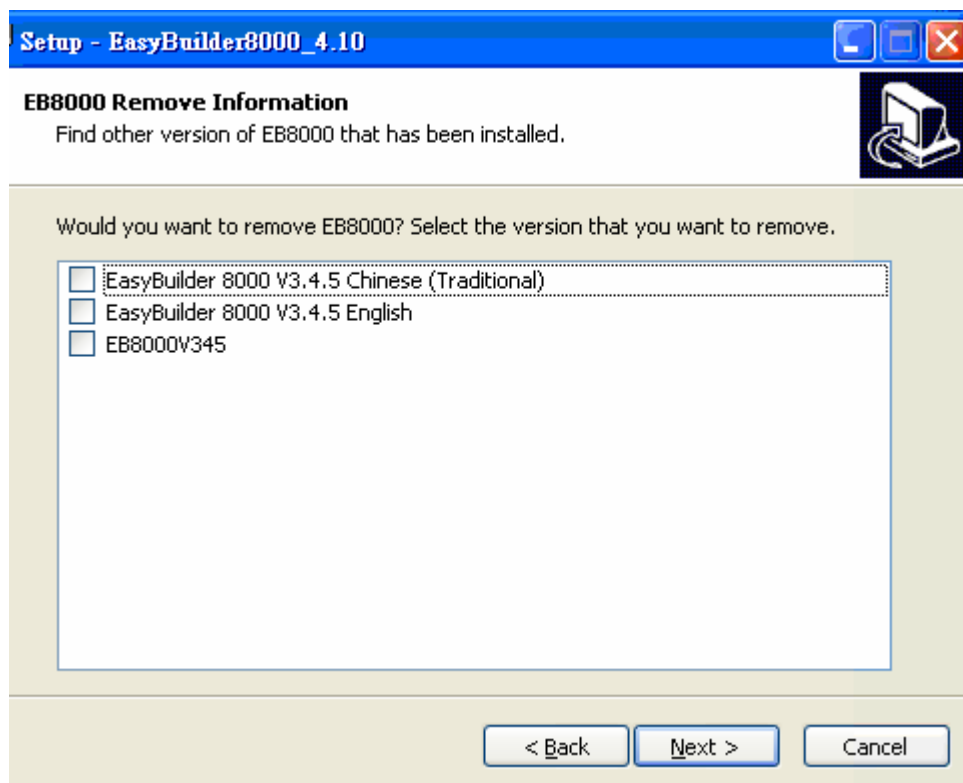 Setup - EasyBuilder8000_4.10
EB8000 Remove Information
Find other version of EB8000 that has been installed.
Would you want to remove EB8000? Select the version that you want to remove.
EasyBuilder 8000 V3.4.5 Chinese (Traditional)
EasyBuilder 8000 V3.4.5 English
EB8000V345
< Back
Next >
Cancel